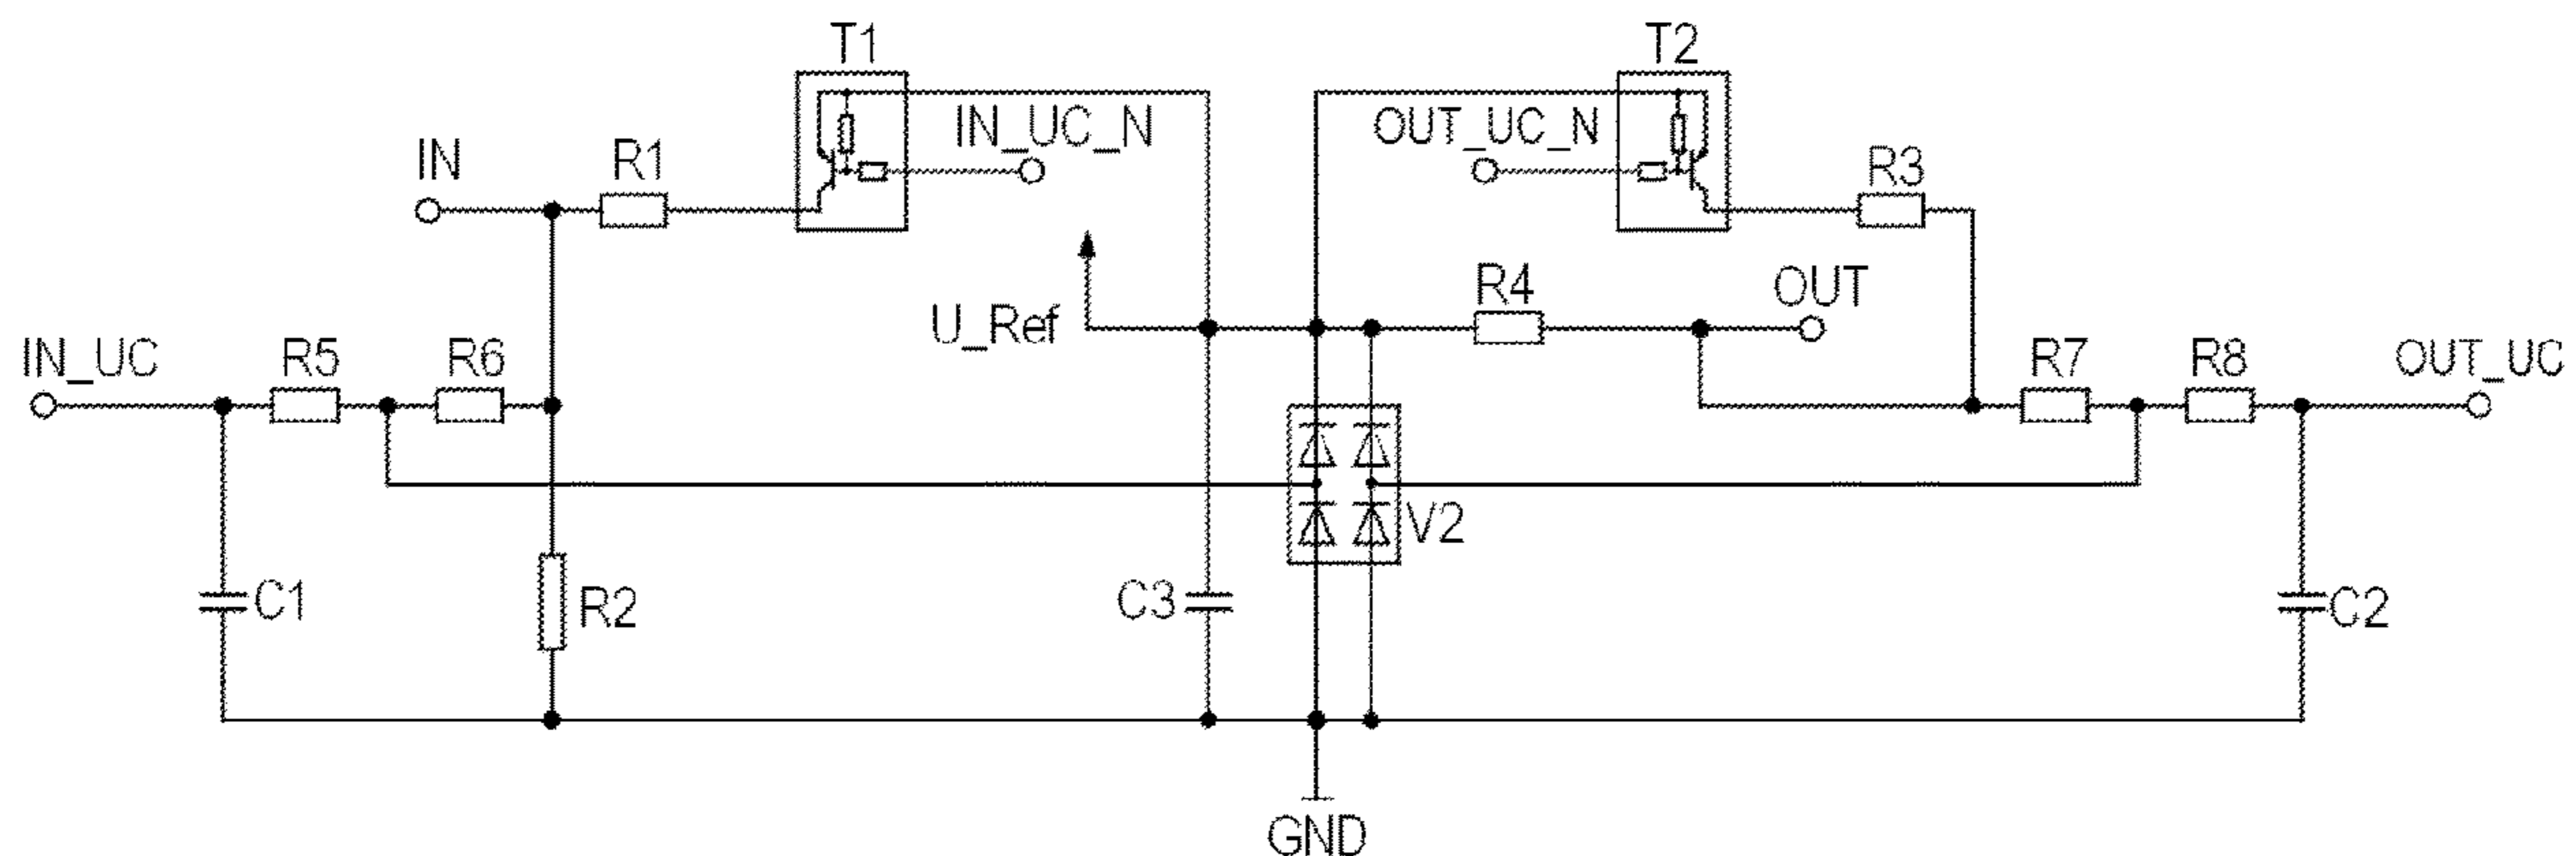 T1
T2
IN_UC_N
OUT_UC_N
IN
R1
R3
R4
OUT
U_Ref
IN_UC
R5
R6
R7
R8
OUT_UC
V2
C1
R2
C3
C2
GND